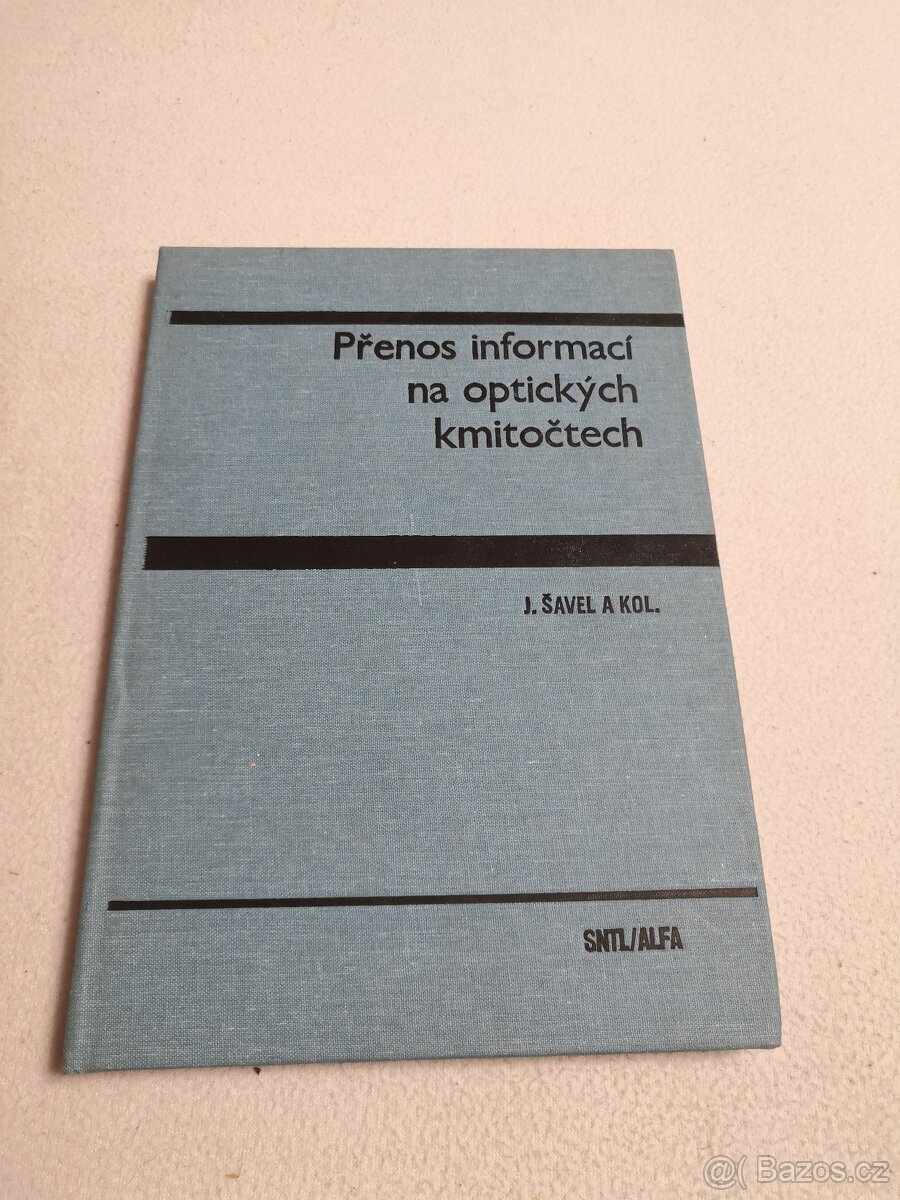 Přenos informací
na optických
kmitočtech
J. ŠAVEL A KOL.
SNTL/ALFA
@( Bazos.cz